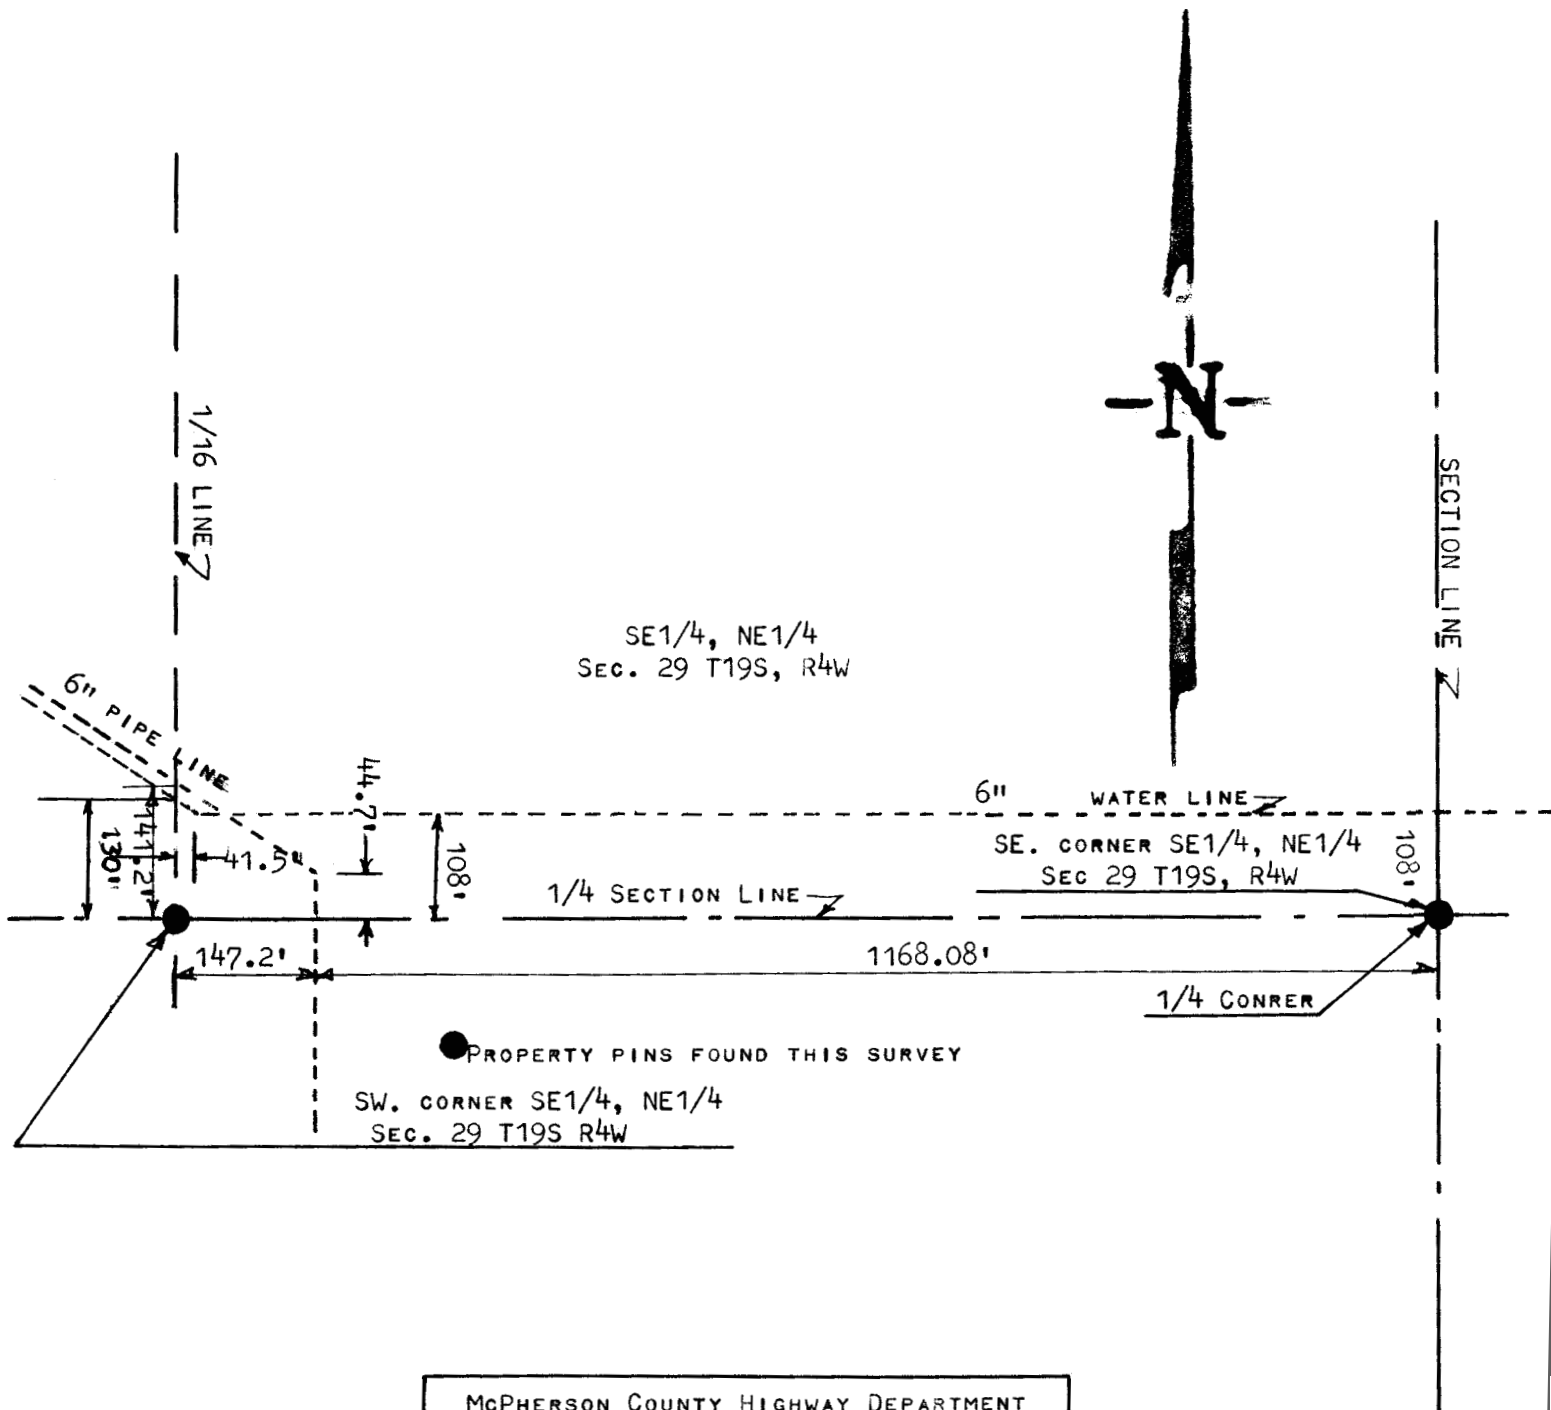 N
1/16 LINE
SECTION LINE
SE1/4, NE1/4
SEC. 29 T19S, R4W
6" PIPE LINE
44.7'
6" WATER LINE
130'
141.2'
41.5'
108'
SE. CORNER SE1/4, NE1/4
SEC 29 T19S, R4W
108'
1/4 SECTION LINE
147.2'
1168.08'
1/4 CONRER
PROPERTY PINS FOUND THIS SURVEY
SW. CORNER SE1/4, NE1/4
SEC. 29 T19S R4W
MCPHERSON COUNTY HIGHWAY DEPARTMENT